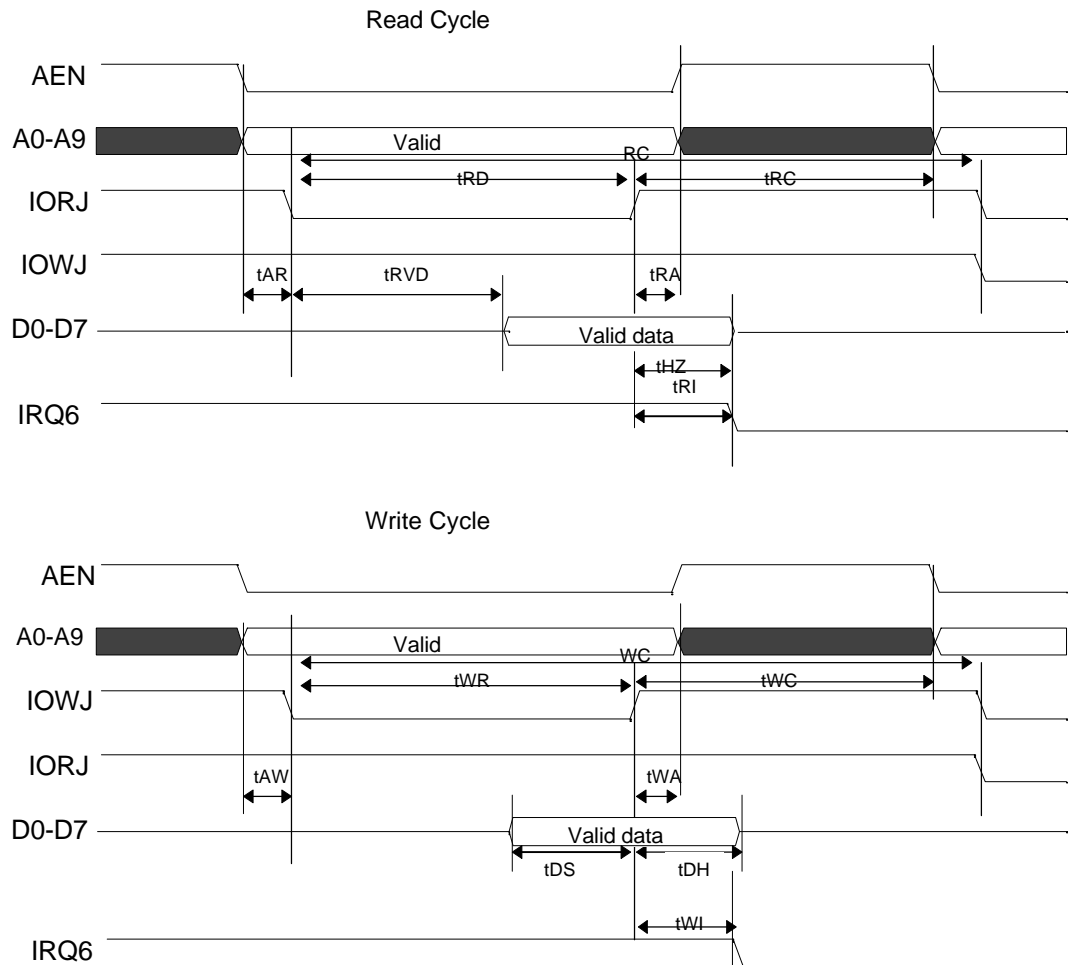 Read Cycle
AEN
A0-A9
Valid
RC
tRD
tRC
IORJ
IOWJ
tAR
tRVD
tRA
D0-D7
Valid data
tHZ
tRI
IRQ6
Write Cycle
AEN
A0-A9
Valid
WC
tWR
tWC
IOWJ
IORJ
tAW
tWA
D0-D7
Valid data
tDS
tDH
tWI
IRQ6